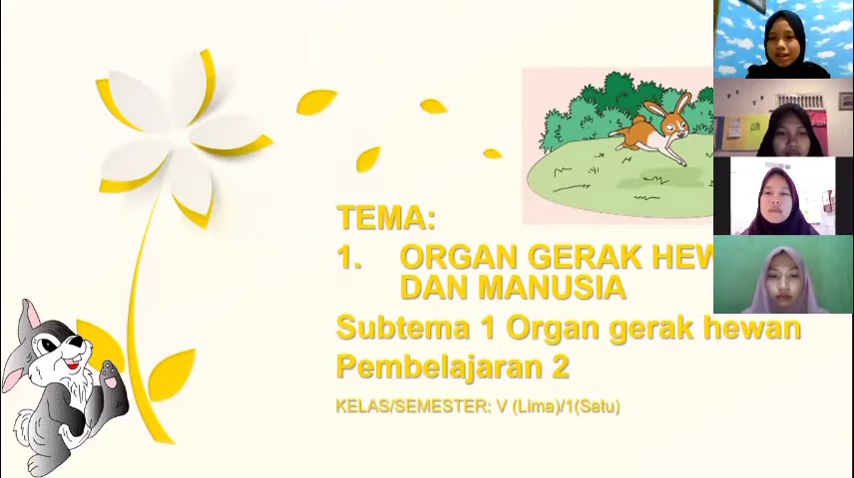 TEMA:
1. ORGAN GERAK HEW
DAN MANUSIA
Subtema 1 Organ gerak hewan
Pembelajaran 2
KELAS/SEMESTER: V (Lima)/1(Satu)